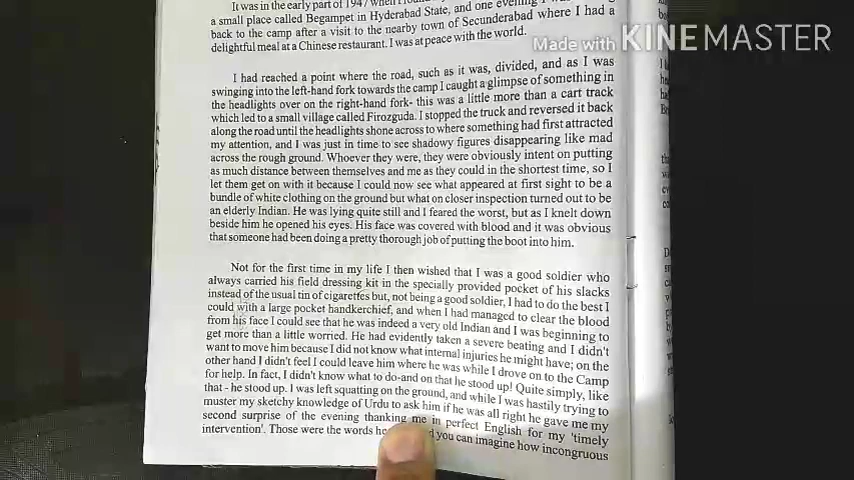 It was in the early part of 1947 when I
a small place called Begampet in Hyderabad State, and one evening I was
back to the camp after a visit to the nearby town of Secunderabad where I had a
delightful meal at a Chinese restaurant. I was at peace with the world.
Made with KINEMASTER
I had reached a point where the road, such as it was, divided, and as I was
swinging into the left-hand fork towards the camp I caught a glimpse of something in
the headlights over on the right-hand fork- this was a little more than a cart track
which led to a small village called Firozguda. I stopped the truck and reversed it back
along the road until the headlights shone across to where something had first attracted
my attention, and I was just in time to see shadowy figures disappearing like mad
across the rough ground. Whoever they were, they were obviously intent on putting
as much distance between themselves and me as they could in the shortest time, so I
let them get on with it because I could now see what appeared at first sight to be a
bundle of white clothing on the ground but what on closer inspection turned out to be
an elderly Indian. He was lying quite still and I feared the worst, but as I knelt down
beside him he opened his eyes. His face was covered with blood and it was obvious
that someone had been doing a pretty thorough job of putting the boot into him.
Not for the first time in my life I then wished that I was a good soldier who
always carried his field dressing kit in the specially provided pocket of his slacks
instead of the usual tin of cigarettes but, not being a good soldier, I had to do the best I
could with a large pocket handkerchief, and when I had managed to clear the blood
from his face I could see that he was indeed a very old Indian and I was beginning to
get more than a little worried. He had evidently taken a severe beating and I didn't
want to move him because I did not know what internal injuries he might have; on the
other hand I didn't feel I could leave him where he was while I drove on to the Camp
for help. In fact, I didn't know what to do-and on that he stood up! Quite simply, like
that - he stood up. I was left squatting on the ground, and while I was hastily trying to
muster my sketchy knowledge of Urdu to ask him if he was all right he gave me my
second surprise of the evening thanking me in perfect English for my 'timely
intervention'. Those were the words he you can imagine how incongruous